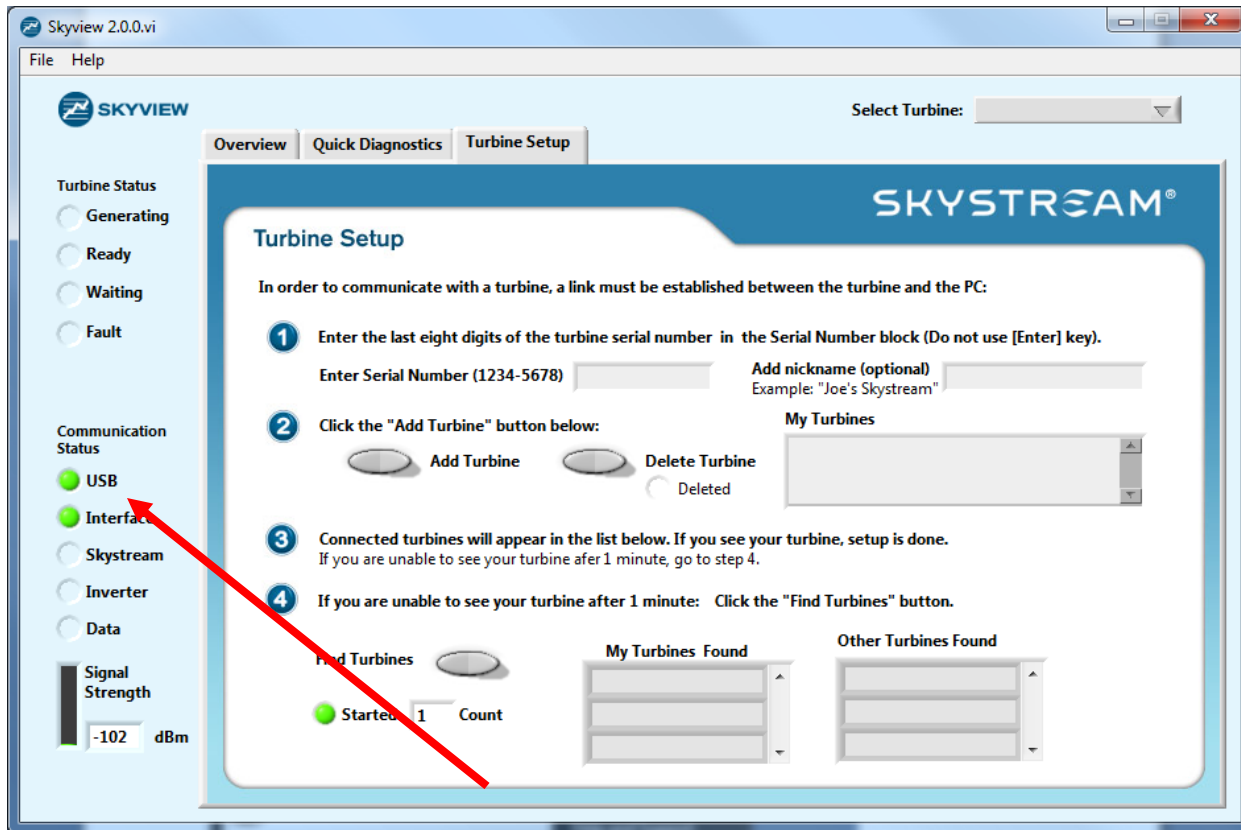 Skyview 2.0.0.vi
File Help
SKYVIEW
Select Turbine:
Overview Quick Diagnostics Turbine Setup
Turbine Status
Generating
Ready
Waiting
Fault
Communication
Status
USB
Interface
Skystream
Inverter
Data
Signal
Strength
-102 dBm
SKYSTREAM®
Turbine Setup
In order to communicate with a turbine, a link must be established between the turbine and the PC:
1 Enter the last eight digits of the turbine serial number in the Serial Number block (Do not use [Enter] key).
Enter Serial Number (1234-5678)
Add nickname (optional)
Example: "Joe's Skystream"
2 Click the "Add Turbine" button below:
My Turbines
Add Turbine Delete Turbine
Deleted
3 Connected turbines will appear in the list below. If you see your turbine, setup is done.
If you are unable to see your turbine afer 1 minute, go to step 4.
4 If you are unable to see your turbine after 1 minute: Click the "Find Turbines" button.
Find Turbines
My Turbines Found
Other Turbines Found
Started 1 Count